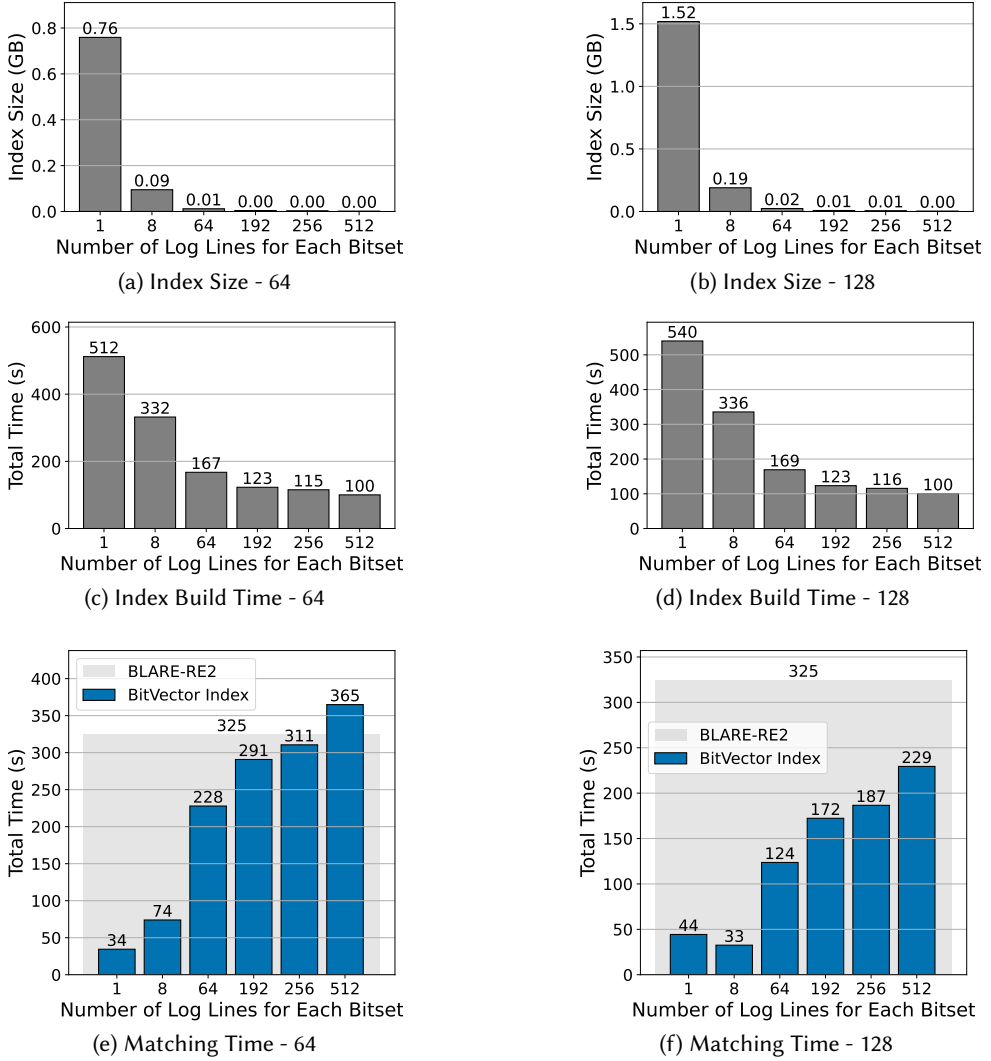 0.76
0.8
0.6
0.4
0.2
0.0
Index Size (GB)
0.09
0.01
0.00
0.00
0.00
1 8 64 192 256 512
Number of Log Lines for Each Bitset
(a) Index Size - 64
1.52
1.5
1.0
0.5
0.0
Index Size (GB)
0.19
0.02
0.01
0.01
0.00
1 8 64 192 256 512
Number of Log Lines for Each Bitset
(b) Index Size - 128
600
400
200
0
Total Time (s)
512
332
167
123
115
100
1 8 64 192 256 512
Number of Log Lines for Each Bitset
(c) Index Build Time - 64
500
400
300
200
100
0
Total Time (s)
540
336
169
123
116
100
1 8 64 192 256 512
Number of Log Lines for Each Bitset
(d) Index Build Time - 128
400
350
300
250
200
150
100
50
0
Total Time (s)
BLARE-RE2
BitVector Index
325
34
74
228
291
311
365
1 8 64 192 256 512
Number of Log Lines for Each Bitset
(e) Matching Time - 64
350
300
250
200
150
100
50
0
Total Time (s)
325
BLARE-RE2
BitVector Index
44
33
124
172
187
229
1 8 64 192 256 512
Number of Log Lines for Each Bitset
(f) Matching Time - 128